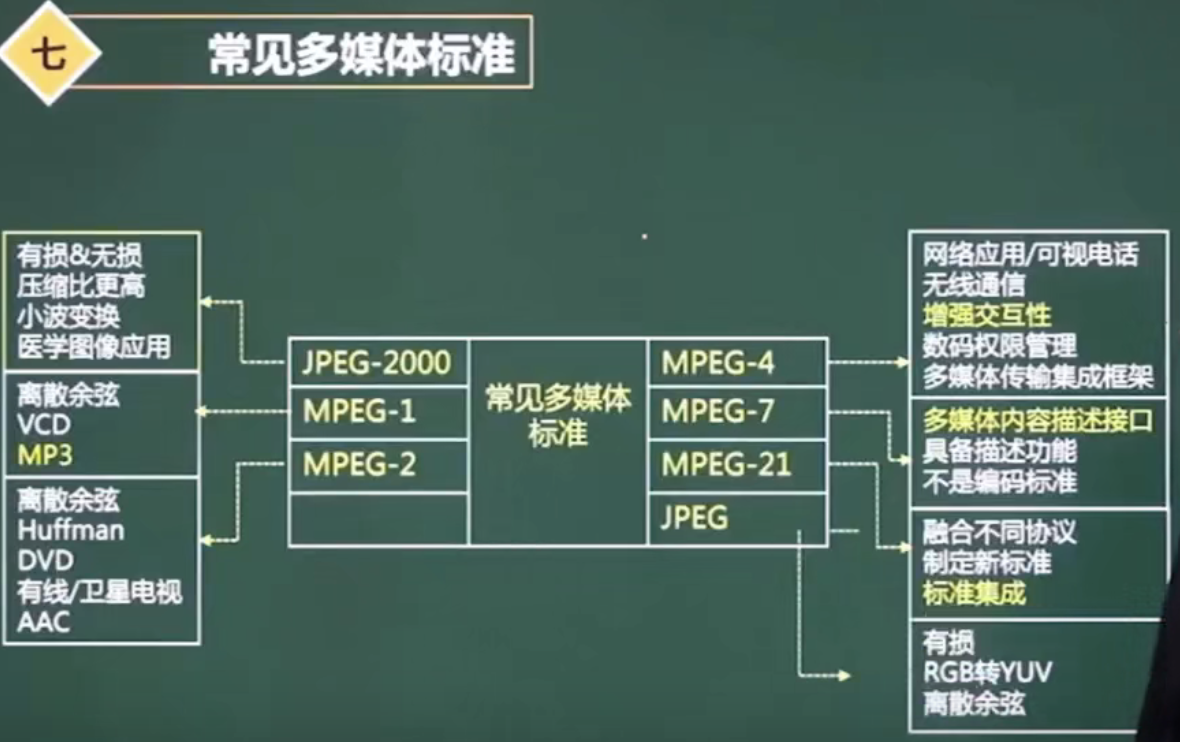 七
常见多媒体标准
有损&无损
压缩比更高
小波变换
医学图像应用
离散余弦
VCD
MP3
离散余弦
Huffman
DVD
有线/卫星电视
AAC
JPEG-2000
MPEG-1
MPEG-2
常见多媒体
标准
MPEG-4
MPEG-7
MPEG-21
JPEG
网络应用/可视电话
无线通信
增强交互性
数码权限管理
多媒体传输集成框架
多媒体内容描述接口
具备描述功能
不是编码标准
融合不同协议
制定新标准
标准集成
有损
RGB转YUV
离散余弦